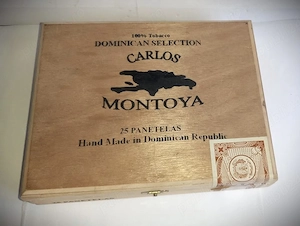 100% Tobacco
DOMINICAN SELECTION
CARLOS
MONTOYA
25 PANETELAS
Hand Made in Dominican Republic